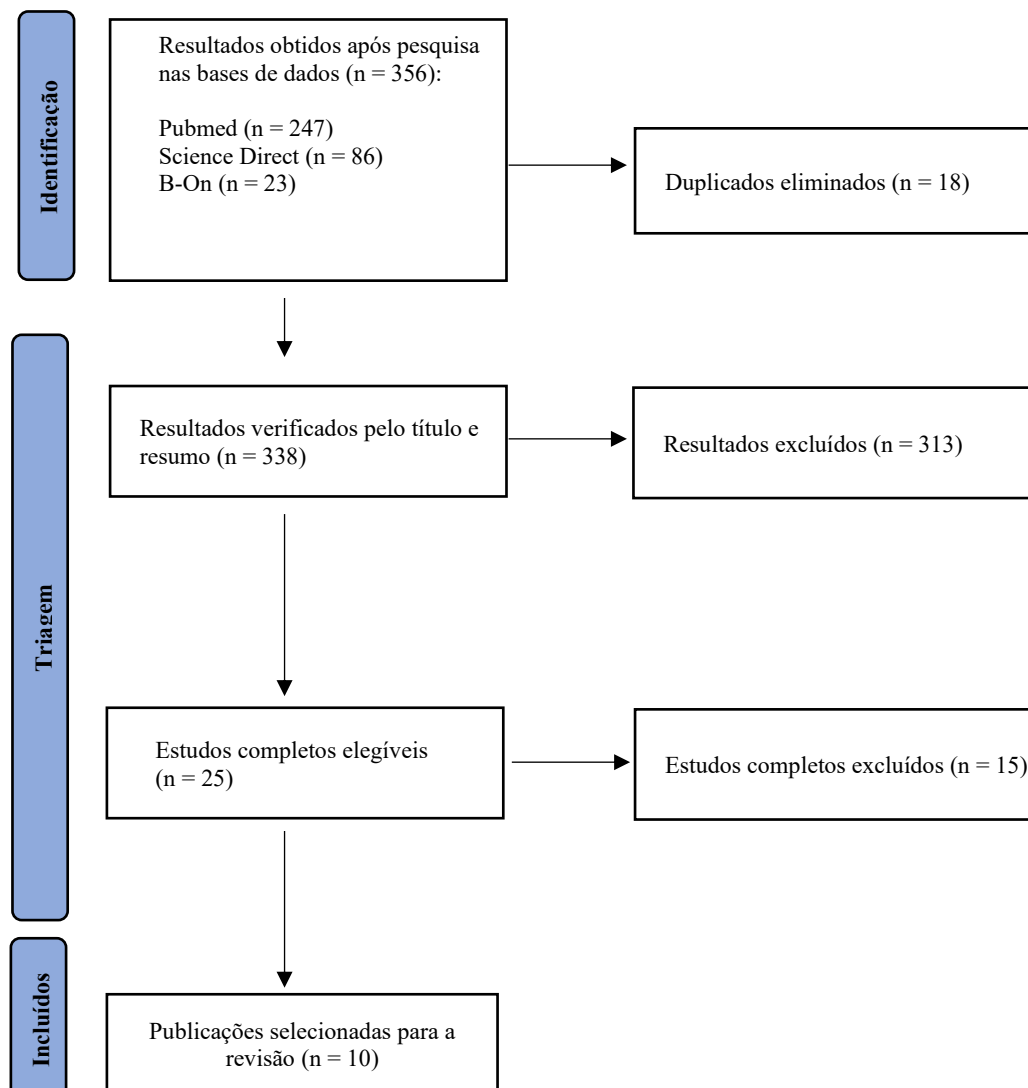 Identificação
Resultados obtidos após pesquisa
nas bases de dados (n = 356):
Pubmed (n = 247)
Science Direct (n = 86)
B-On (n = 23)
Duplicados eliminados (n = 18)
Triagem
Resultados verificados pelo título e
resumo (n = 338)
Resultados excluídos (n = 313)
Estudos completos elegíveis
(n = 25)
Estudos completos excluídos (n = 15)
Incluídos
Publicações selecionadas para a
revisão (n = 10)